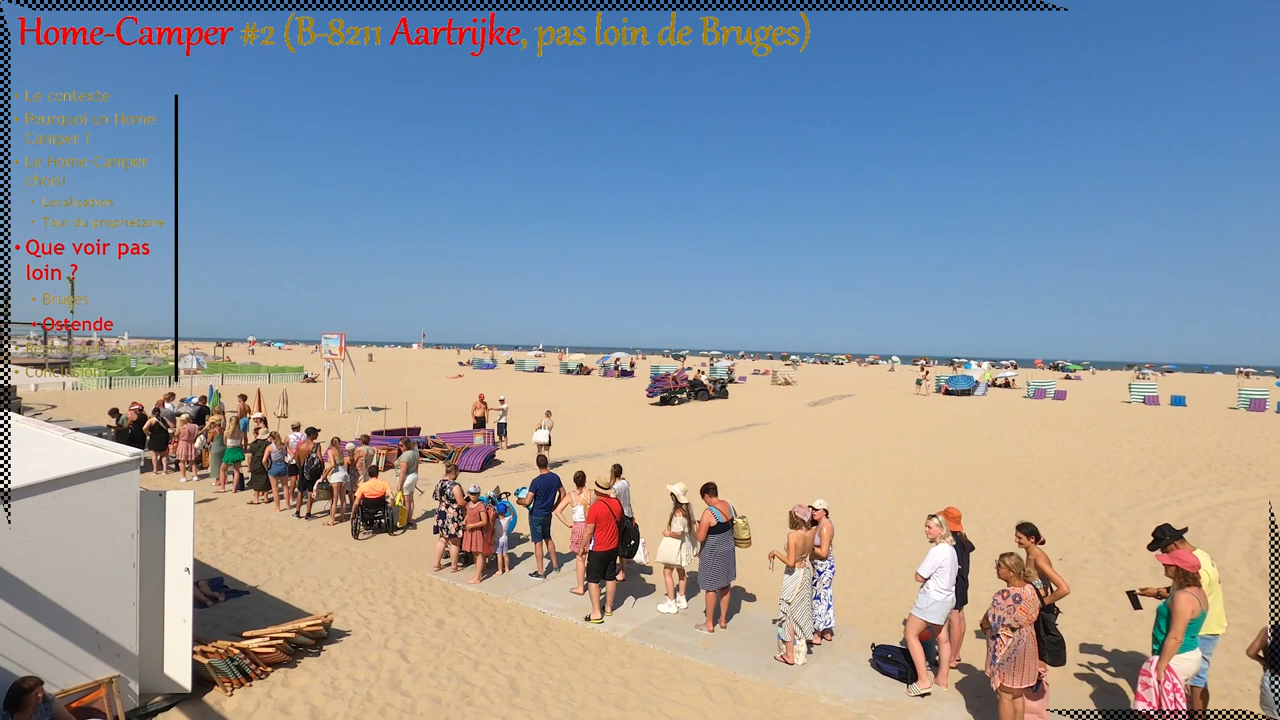 Home-Camper #2 (B-8211 Aartrijke, pas loin de Bruges)
• Le contexte
• Pourquoi un Home
Camper ?
• Le Home Camper
choisi
• Localisation
• Tour du propriétaire
• Que voir pas
loin ?
• Bruges
• Ostende
• Conclusion